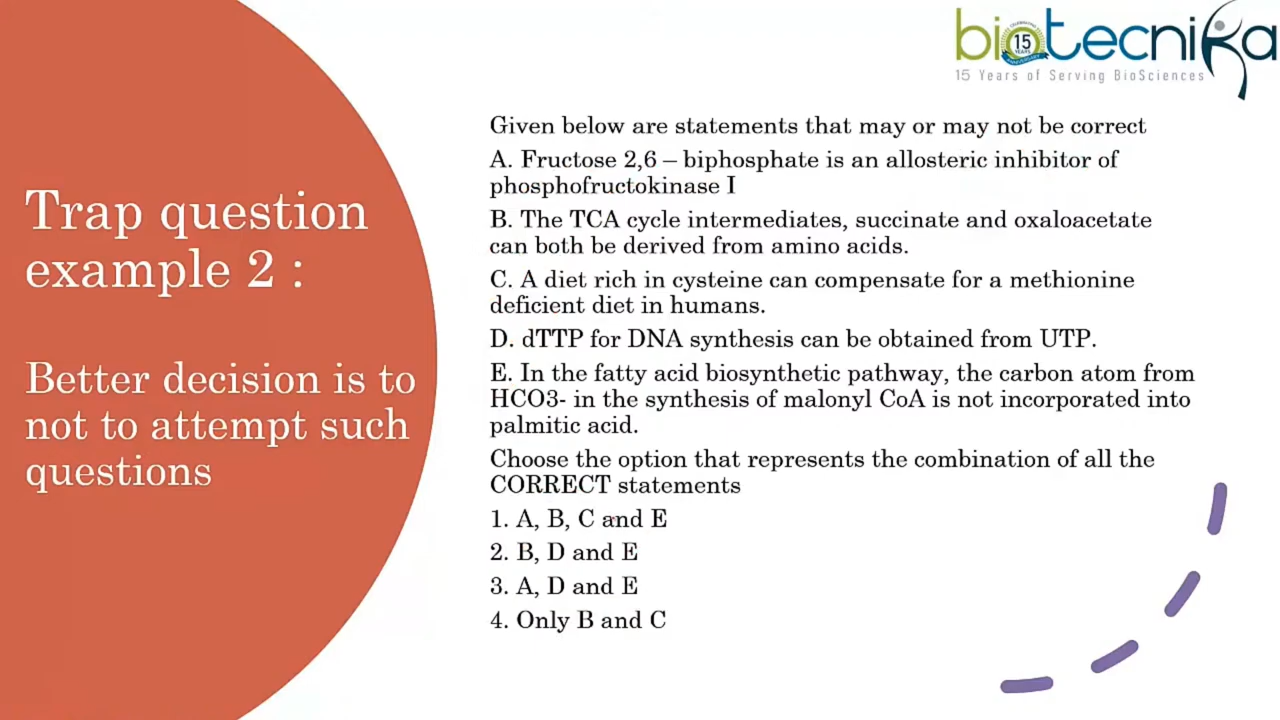 biotecnika
15 Years of Serving BioSciences
Trap question
example 2 :
Better decision is to
not to attempt such
questions
Given below are statements that may or may not be correct
A. Fructose 2,6 – biphosphate is an allosteric inhibitor of
phosphofructokinase I
B. The TCA cycle intermediates, succinate and oxaloacetate
can both be derived from amino acids.
C. A diet rich in cysteine can compensate for a methionine
deficient diet in humans.
D. dTTP for DNA synthesis can be obtained from UTP.
E. In the fatty acid biosynthetic pathway, the carbon atom from
HCO3- in the synthesis of malonyl CoA is not incorporated into
palmitic acid.
Choose the option that represents the combination of all the
CORRECT statements
1. A, B, C and E
2. B, D and E
3. A, D and E
4. Only B and C